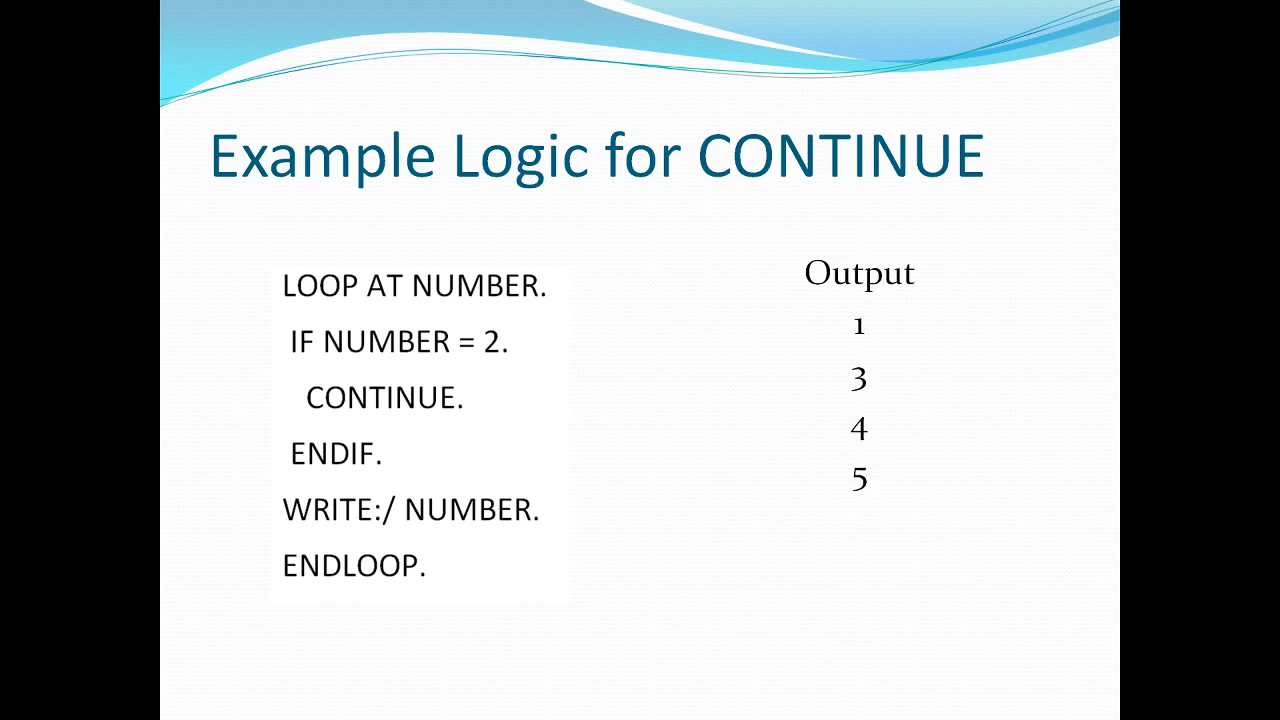 Example Logic for CONTINUE
LOOP AT NUMBER.
IF NUMBER = 2.
CONTINUE.
ENDIF.
WRITE:/ NUMBER.
ENDLOOP.
Output
1
3
4
5